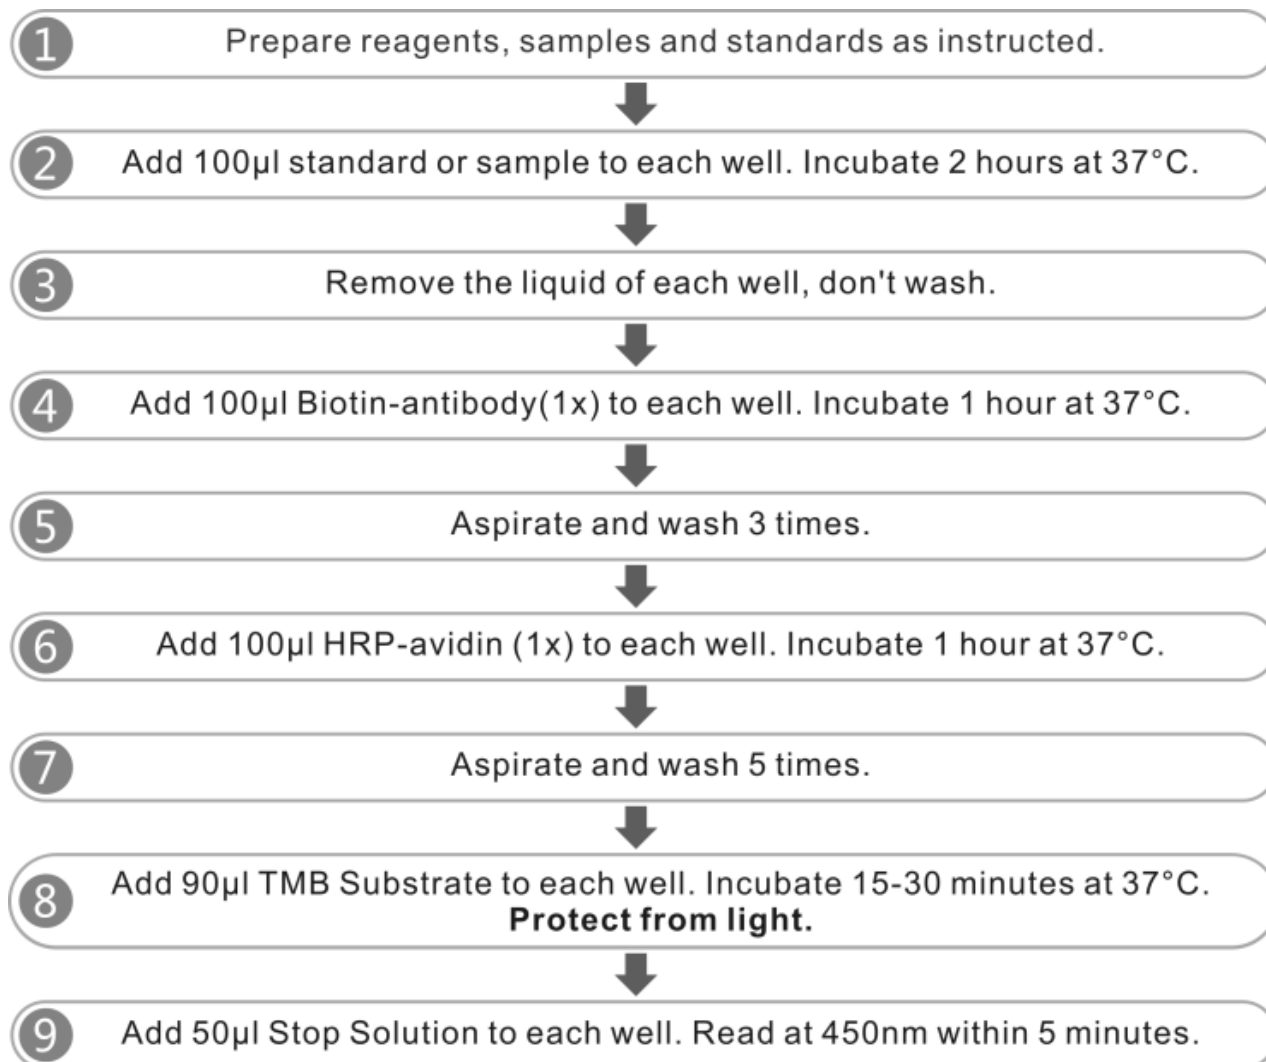 1 Prepare reagents, samples and standards as instructed.
2 Add 100μl standard or sample to each well. Incubate 2 hours at 37°C.
3 Remove the liquid of each well, don't wash.
4 Add 100μl Biotin-antibody(1x) to each well. Incubate 1 hour at 37°C.
5 Aspirate and wash 3 times.
6 Add 100μl HRP-avidin (1x) to each well. Incubate 1 hour at 37°C.
7 Aspirate and wash 5 times.
8 Add 90μl TMB Substrate to each well. Incubate 15-30 minutes at 37°C.
Protect from light.
9 Add 50μl Stop Solution to each well. Read at 450nm within 5 minutes.